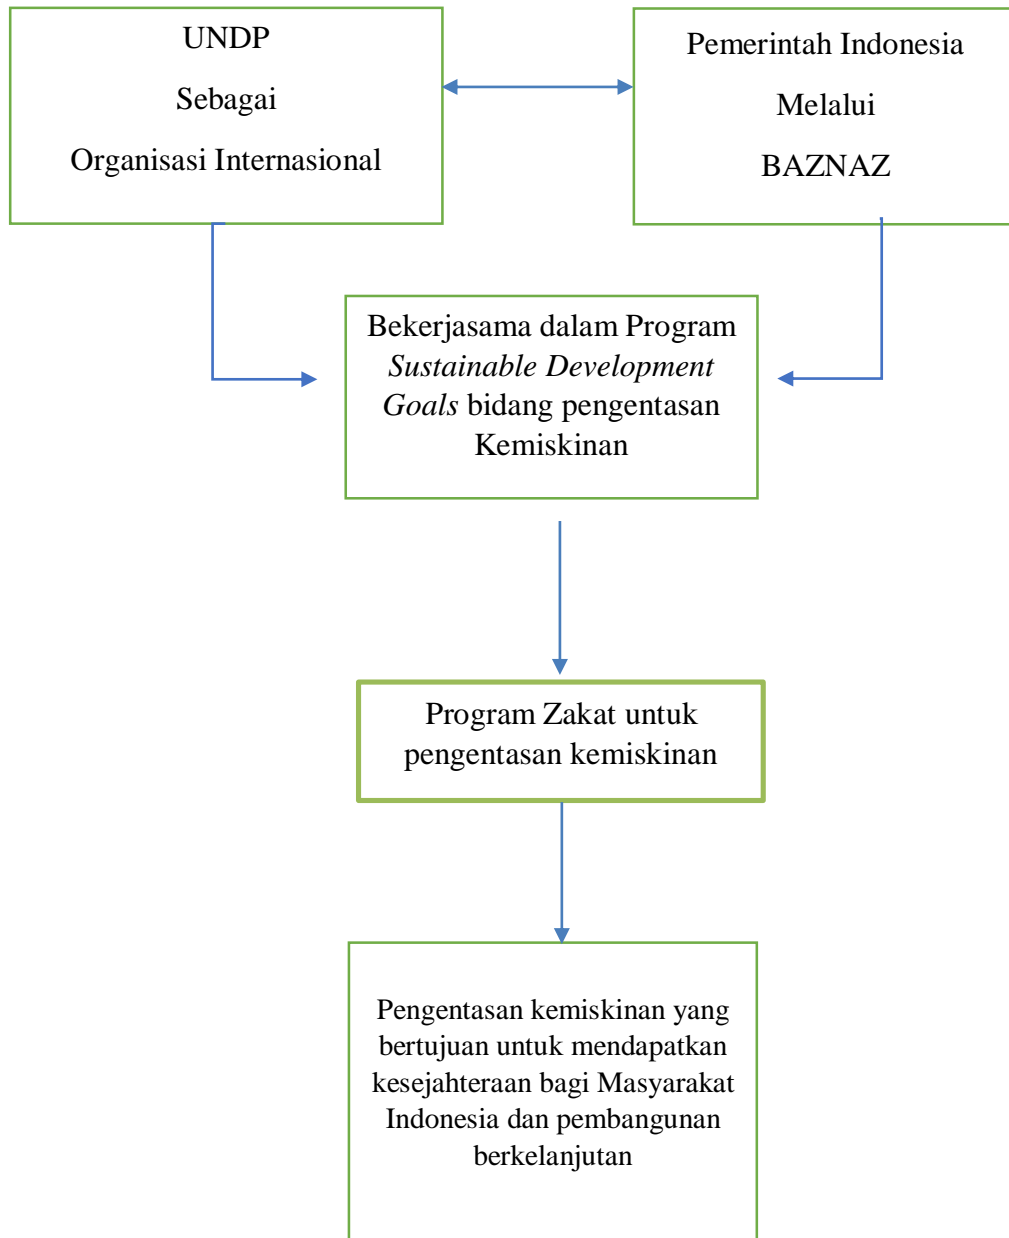 UNDP
Sebagai
Organisasi Internasional
Pemerintah Indonesia
Melalui
BAZNAZ
Bekerjasama dalam Program
Sustainable Development
Goals bidang pengentasan
Kemiskinan
Program Zakat untuk
pengentasan kemiskinan
Pengentasan kemiskinan yang
bertujuan untuk mendapatkan
kesejahteraan bagi Masyarakat
Indonesia dan pembangunan
berkelanjutan